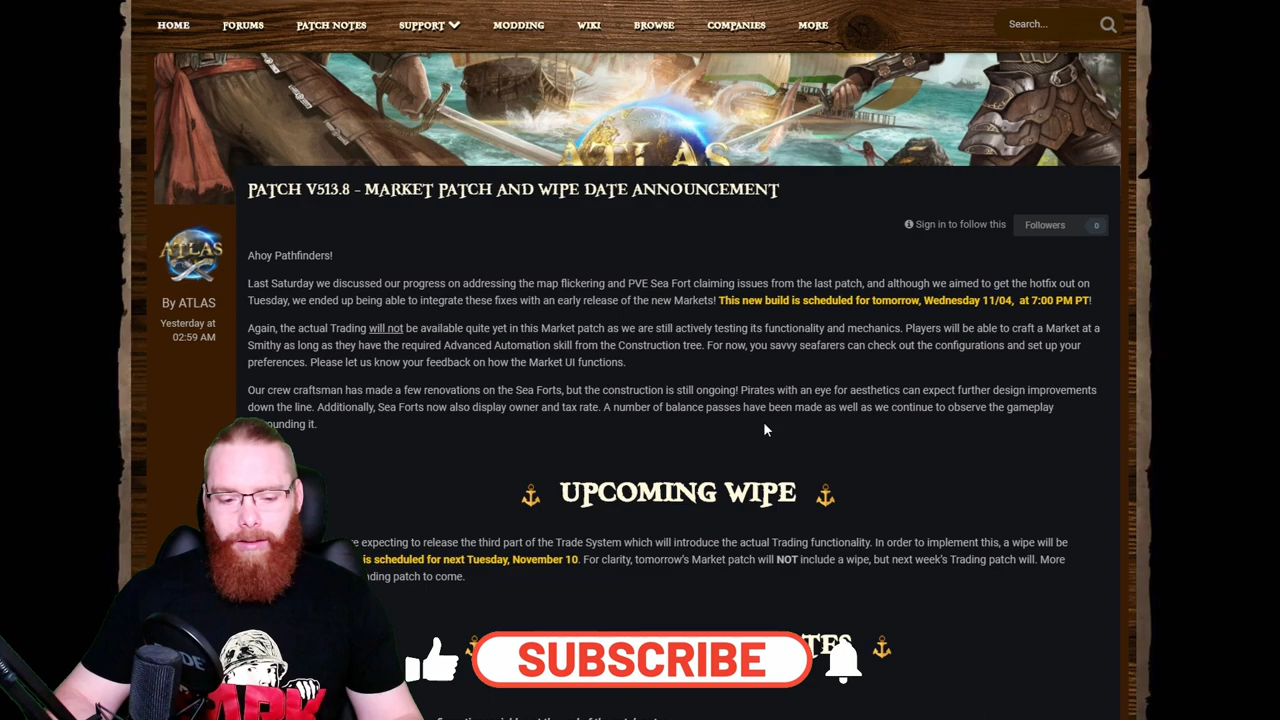 HOME FORUMS PATCH NOTES SUPPORT MODDING WIKI BROWSE COMPANIES MORE Search...
ATLAS
PATCH V513.8 - MARKET PATCH AND WIPE DATE ANNOUNCEMENT
Sign in to follow this Followers 0
ATLAS
By ATLAS
Yesterday at
02:59 AM
Ahoy Pathfinders!
Last Saturday we discussed our progress on addressing the map flickering and PVE Sea Fort claiming issues from the last patch, and although we aimed to get the hotfix out on
Tuesday, we ended up being able to integrate these fixes with an early release of the new Markets! This new build is scheduled for tomorrow, Wednesday 11/04, at 7:00 PM PT!
Again, the actual Trading will not be available quite yet in this Market patch as we are still actively testing its functionality and mechanics. Players will be able to craft a Market at a
Smithy as long as they have the required Advanced Automation skill from the Construction tree. For now, you savvy seafarers can check out the configurations and set up your
preferences. Please let us know your feedback on how the Market UI functions.
Our crew craftsman has made a few renovations on the Sea Forts, but the construction is still ongoing! Pirates with an eye for aesthetics can expect further design improvements
down the line. Additionally, Sea Forts now also display owner and tax rate. A number of balance passes have been made as well as we continue to observe the gameplay
ounding it.
UPCOMING WIPE
expecting to release the third part of the Trade System which will introduce the actual Trading functionality. In order to implement this, a wipe will be
is scheduled for next Tuesday, November 10. For clarity, tomorrow's Market patch will NOT include a wipe, but next week's Trading patch will. More
ading patch to come.
TES
SUBSCRIBE